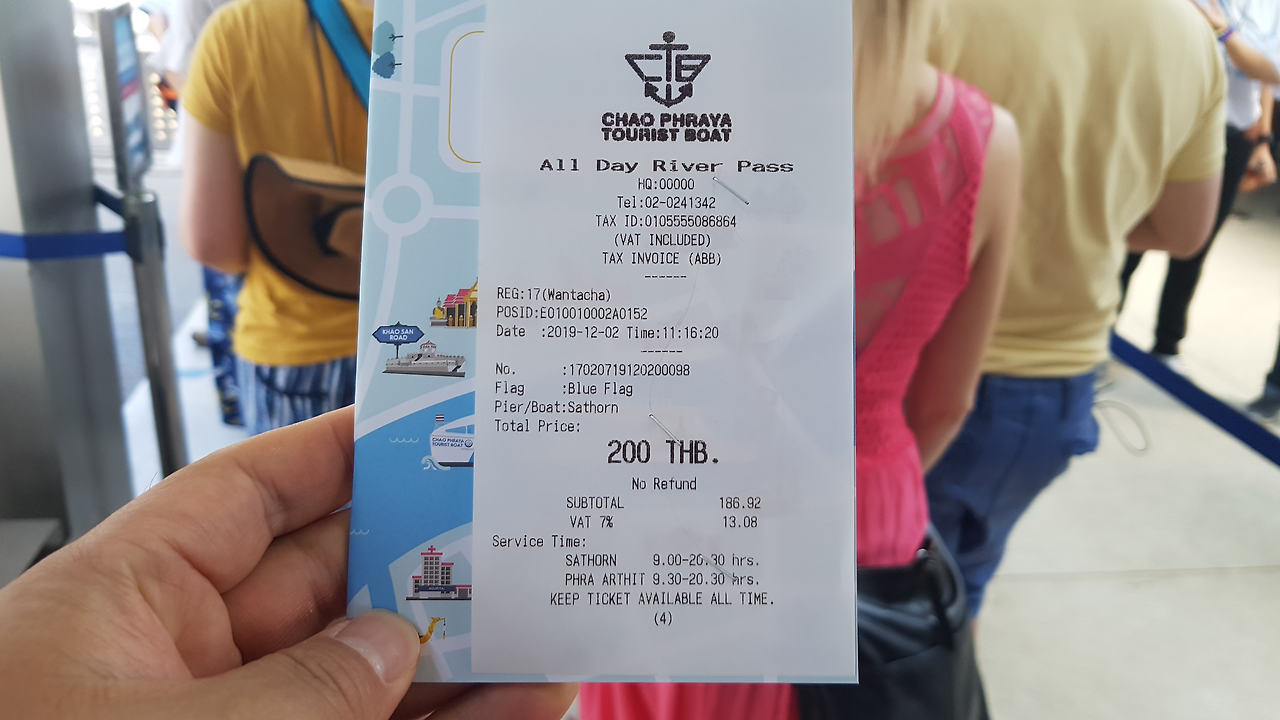 CTB
CHAO PHRAYA
TOURIST BOAT
All Day River Pass
HQ:00000
Tel:02-0241342
TAX ID:0105555086864
(VAT INCLUDED)
TAX INVOICE (ABB)
------
REG:17(Wantacha)
POSID:E010010002A0152
Date :2019-12-02 Time:11:16:20
------
No. :17020719120200098
Flag :Blue Flag
Pier/Boat:Sathorn
Total Price:
200 THB.
No Refund
SUBTOTAL 186.92
VAT 7% 13.08
Service Time:
SATHORN 9.00-20.30 hrs.
PHRA ARTHIT 9.30-20.30 hrs.
KEEP TICKET AVAILABLE ALL TIME.
(4)
KHAO SAN
ROAD
CHAO PHRAYA
TOURIST BOAT
HOSPITAL